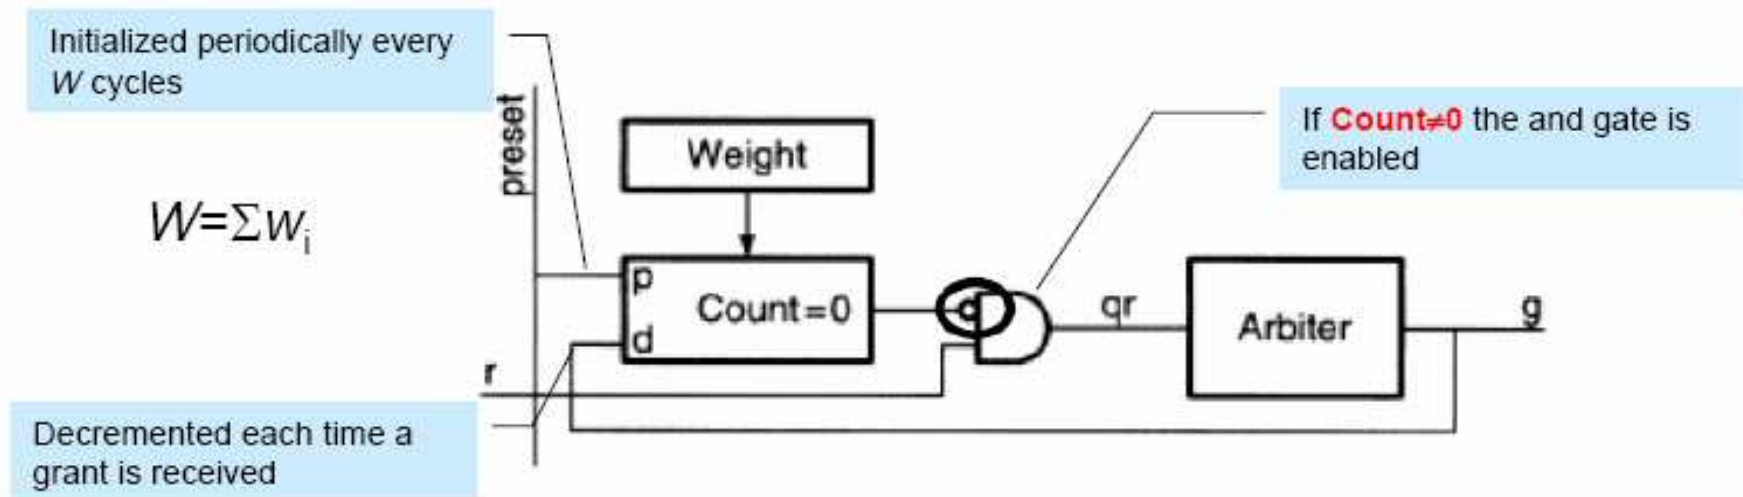 Initialized periodically every
W cycles
preset
Weight
If Count≠0 the and gate is
enabled
W=Σwᵢ
p
Count=0
d
qr
Arbiter
g
r
Decremented each time a
grant is received